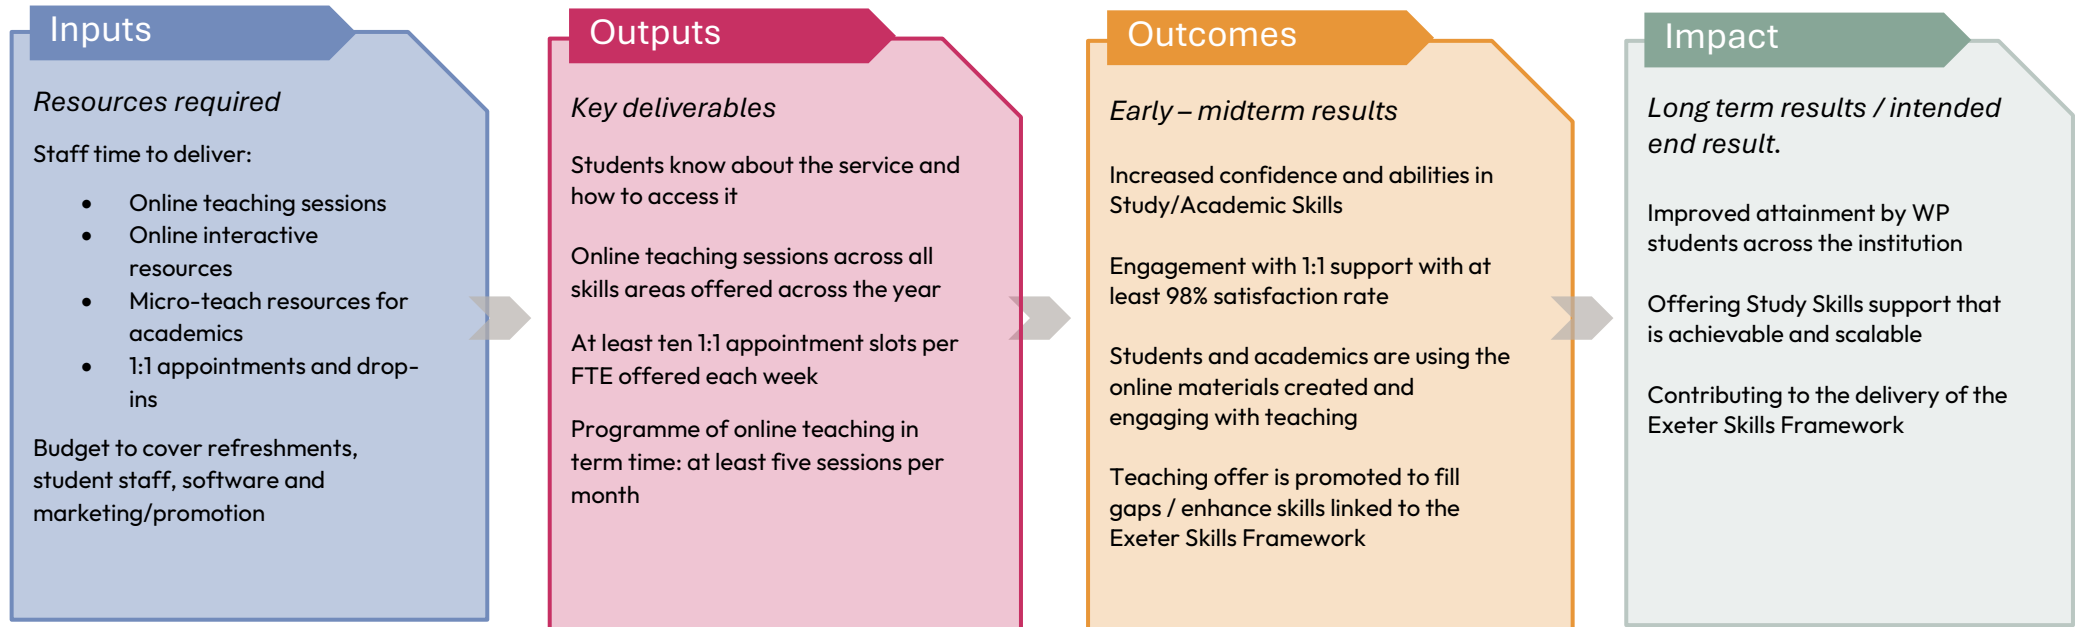 Inputs
Resources required
Staff time to deliver:
• Online teaching sessions
• Online interactive
resources
• Micro-teach resources for
academics
• 1:1 appointments and drop-
ins
Budget to cover refreshments,
student staff, software and
marketing/promotion
Outputs
Key deliverables
Students know about the service and
how to access it
Online teaching sessions across all
skills areas offered across the year
At least ten 1:1 appointment slots per
FTE offered each week
Programme of online teaching in
term time: at least five sessions per
month
Outcomes
Early – midterm results
Increased confidence and abilities in
Study/Academic Skills
Engagement with 1:1 support with at
least 98% satisfaction rate
Students and academics are using the
online materials created and
engaging with teaching
Teaching offer is promoted to fill
gaps / enhance skills linked to the
Exeter Skills Framework
Impact
Long term results / intended
end result.
Improved attainment by WP
students across the institution
Offering Study Skills support that
is achievable and scalable
Contributing to the delivery of the
Exeter Skills Framework